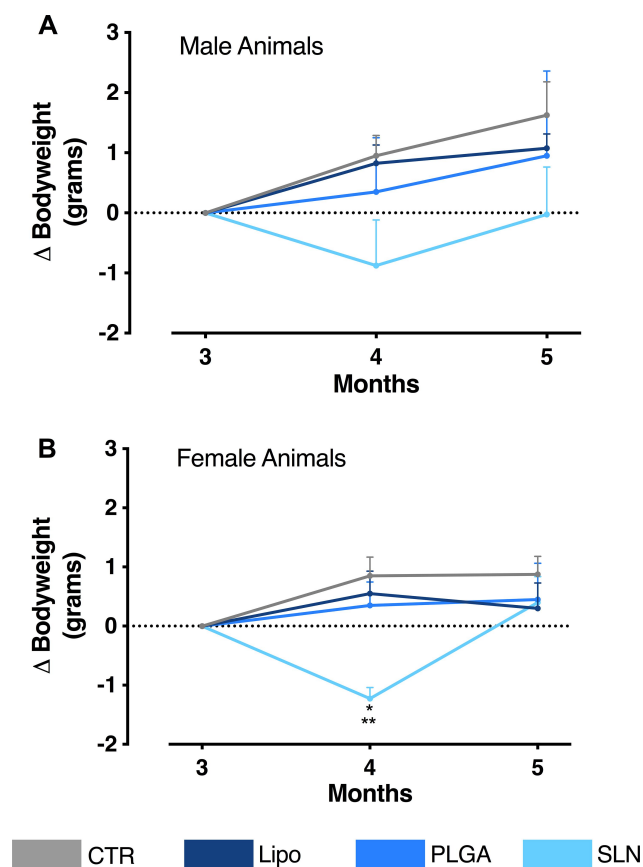 A
Male Animals
Δ Bodyweight
(grams)
3
2
1
0
-1
-2
3 4 5
Months
B
Female Animals
Δ Bodyweight
(grams)
3
2
1
0
-1
-2
*
**
3 4 5
Months
CTR Lipo PLGA SLN